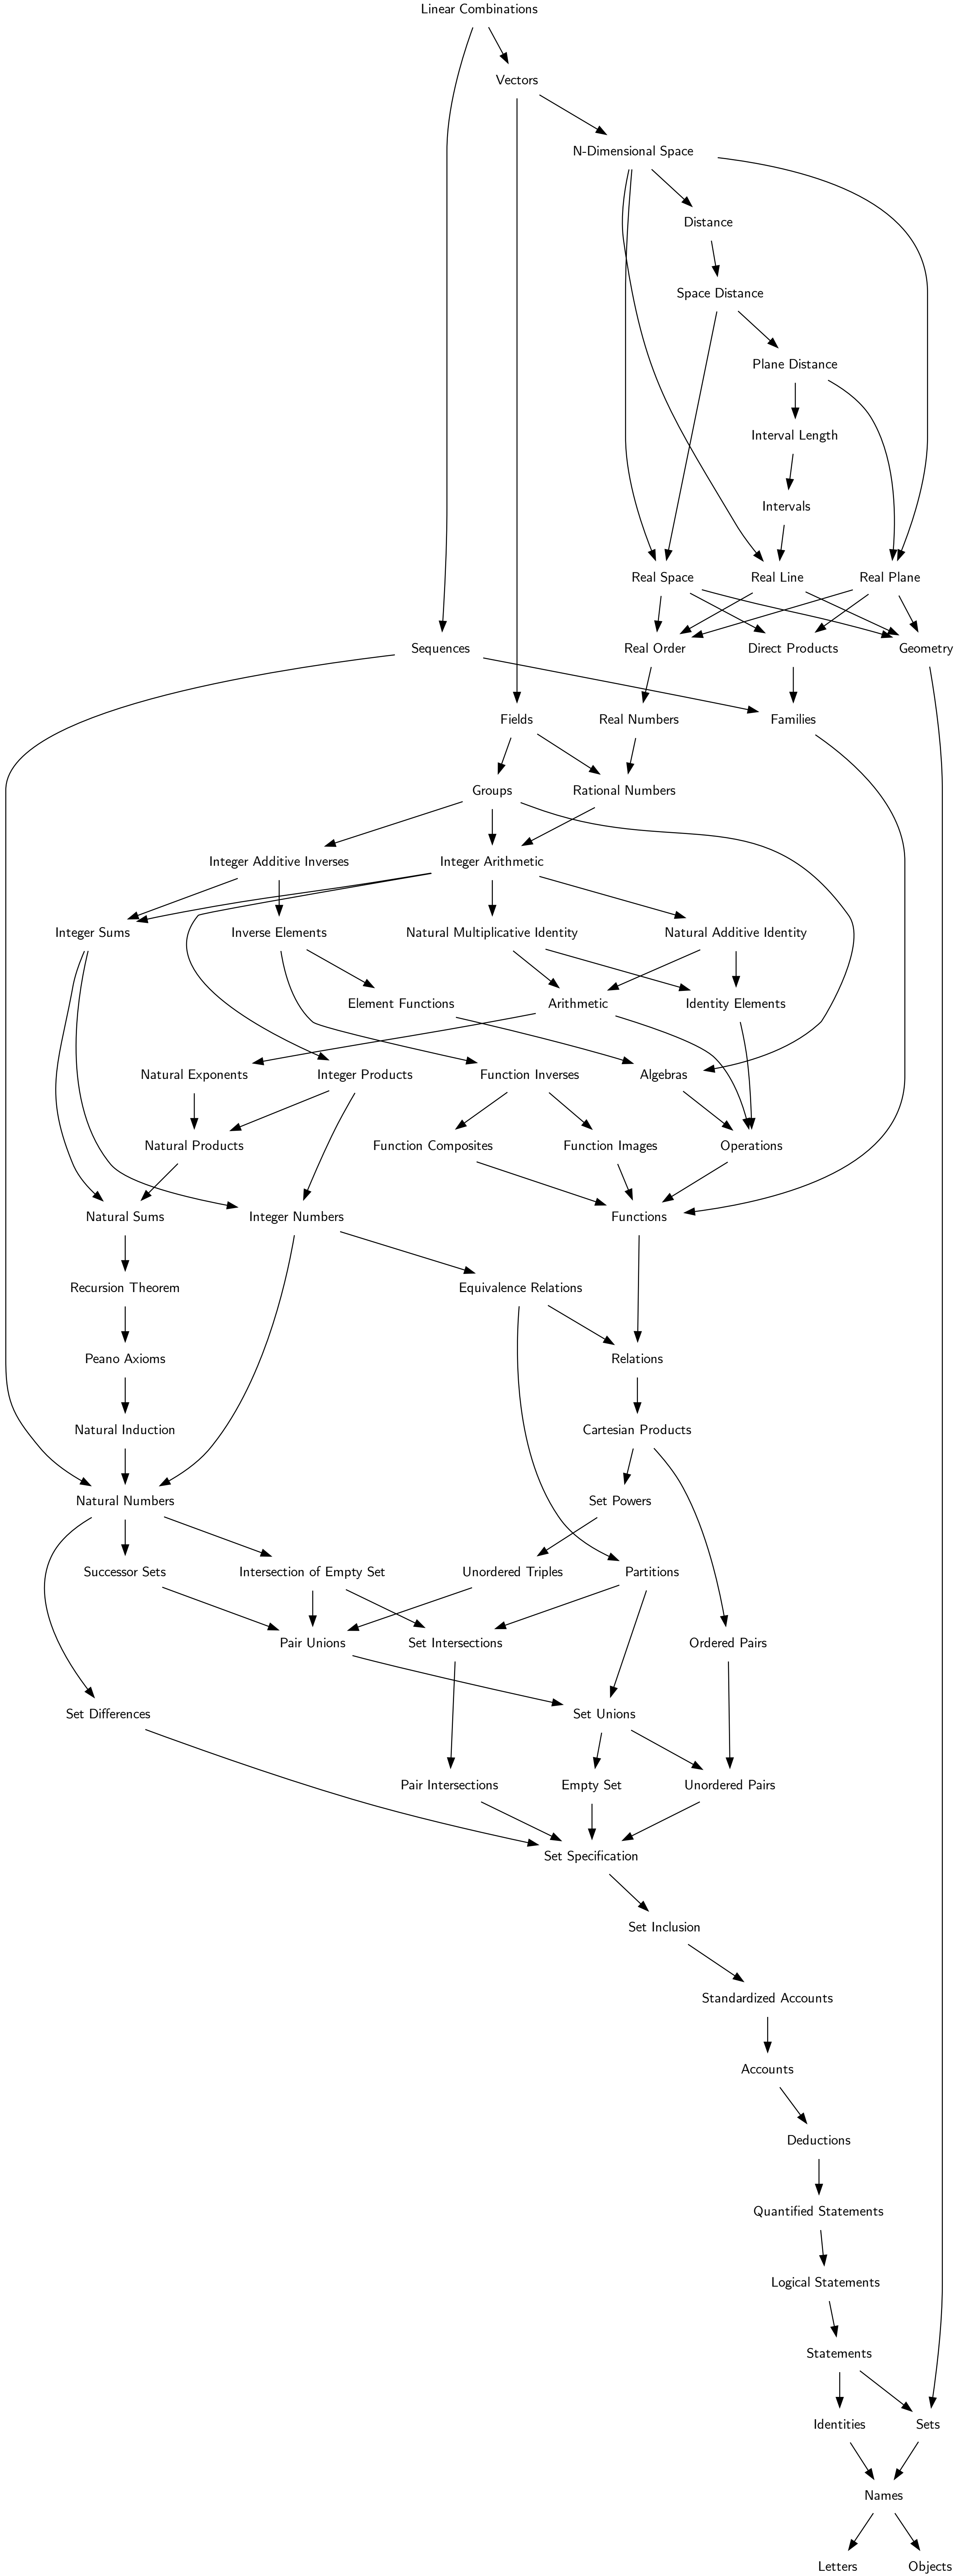 Linear Combinations
Vectors
N-Dimensional Space
Distance
Space Distance
Plane Distance
Interval Length
Intervals
Real Space
Real Line
Real Plane
Sequences
Real Order
Direct Products
Geometry
Fields
Real Numbers
Families
Groups
Rational Numbers
Integer Additive Inverses
Integer Arithmetic
Integer Sums
Inverse Elements
Natural Multiplicative Identity
Natural Additive Identity
Element Functions
Arithmetic
Identity Elements
Natural Exponents
Integer Products
Function Inverses
Algebras
Natural Products
Function Composites
Function Images
Operations
Natural Sums
Integer Numbers
Functions
Recursion Theorem
Equivalence Relations
Peano Axioms
Relations
Natural Induction
Cartesian Products
Natural Numbers
Set Powers
Successor Sets
Intersection of Empty Set
Unordered Triples
Partitions
Pair Unions
Set Intersections
Ordered Pairs
Set Differences
Set Unions
Pair Intersections
Empty Set
Unordered Pairs
Set Specification
Set Inclusion
Standardized Accounts
Accounts
Deductions
Quantified Statements
Logical Statements
Statements
Identities
Sets
Names
Letters
Objects